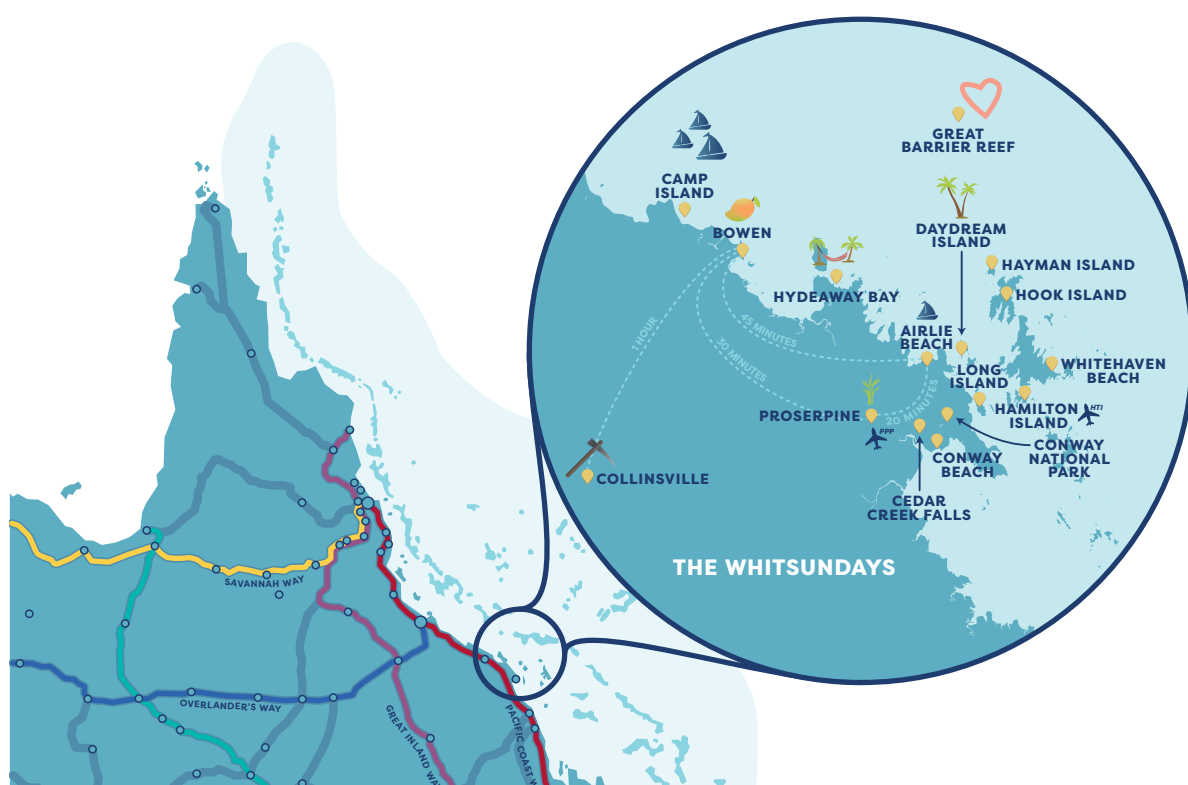 GREAT
BARRIER REEF
CAMP
ISLAND
BOWEN
DAYDREAM
ISLAND
HAYMAN ISLAND
HYDEAWAY BAY
HOOK ISLAND
1 HOUR
45 MINUTES
30 MINUTES
20 MINUTES
AIRLIE
BEACH
LONG
ISLAND
WHITEHAVEN
BEACH
PROSERPINE
PPP
HAMILTON
ISLAND
HTI
CONWAY
NATIONAL
PARK
CONWAY
BEACH
COLLINSVILLE
CEDAR
CREEK FALLS
THE WHITSUNDAYS
SAVANNAH WAY
OVERLANDER'S WAY
GREAT INLAND WA
PACIFIC COAST W